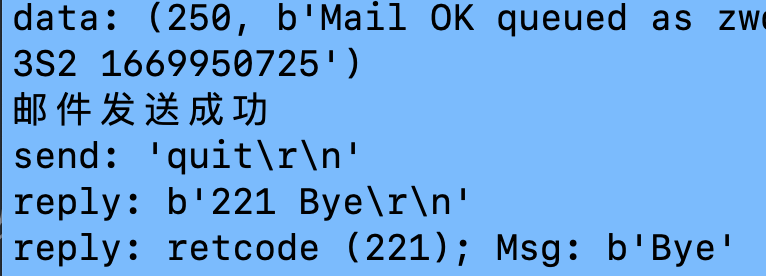 data: (250, b'Mail OK queued as zw
3S2 1669950725')
邮件发送成功
send: 'quit\r\n'
reply: b'221 Bye\r\n'
reply: retcode (221); Msg: b'Bye'